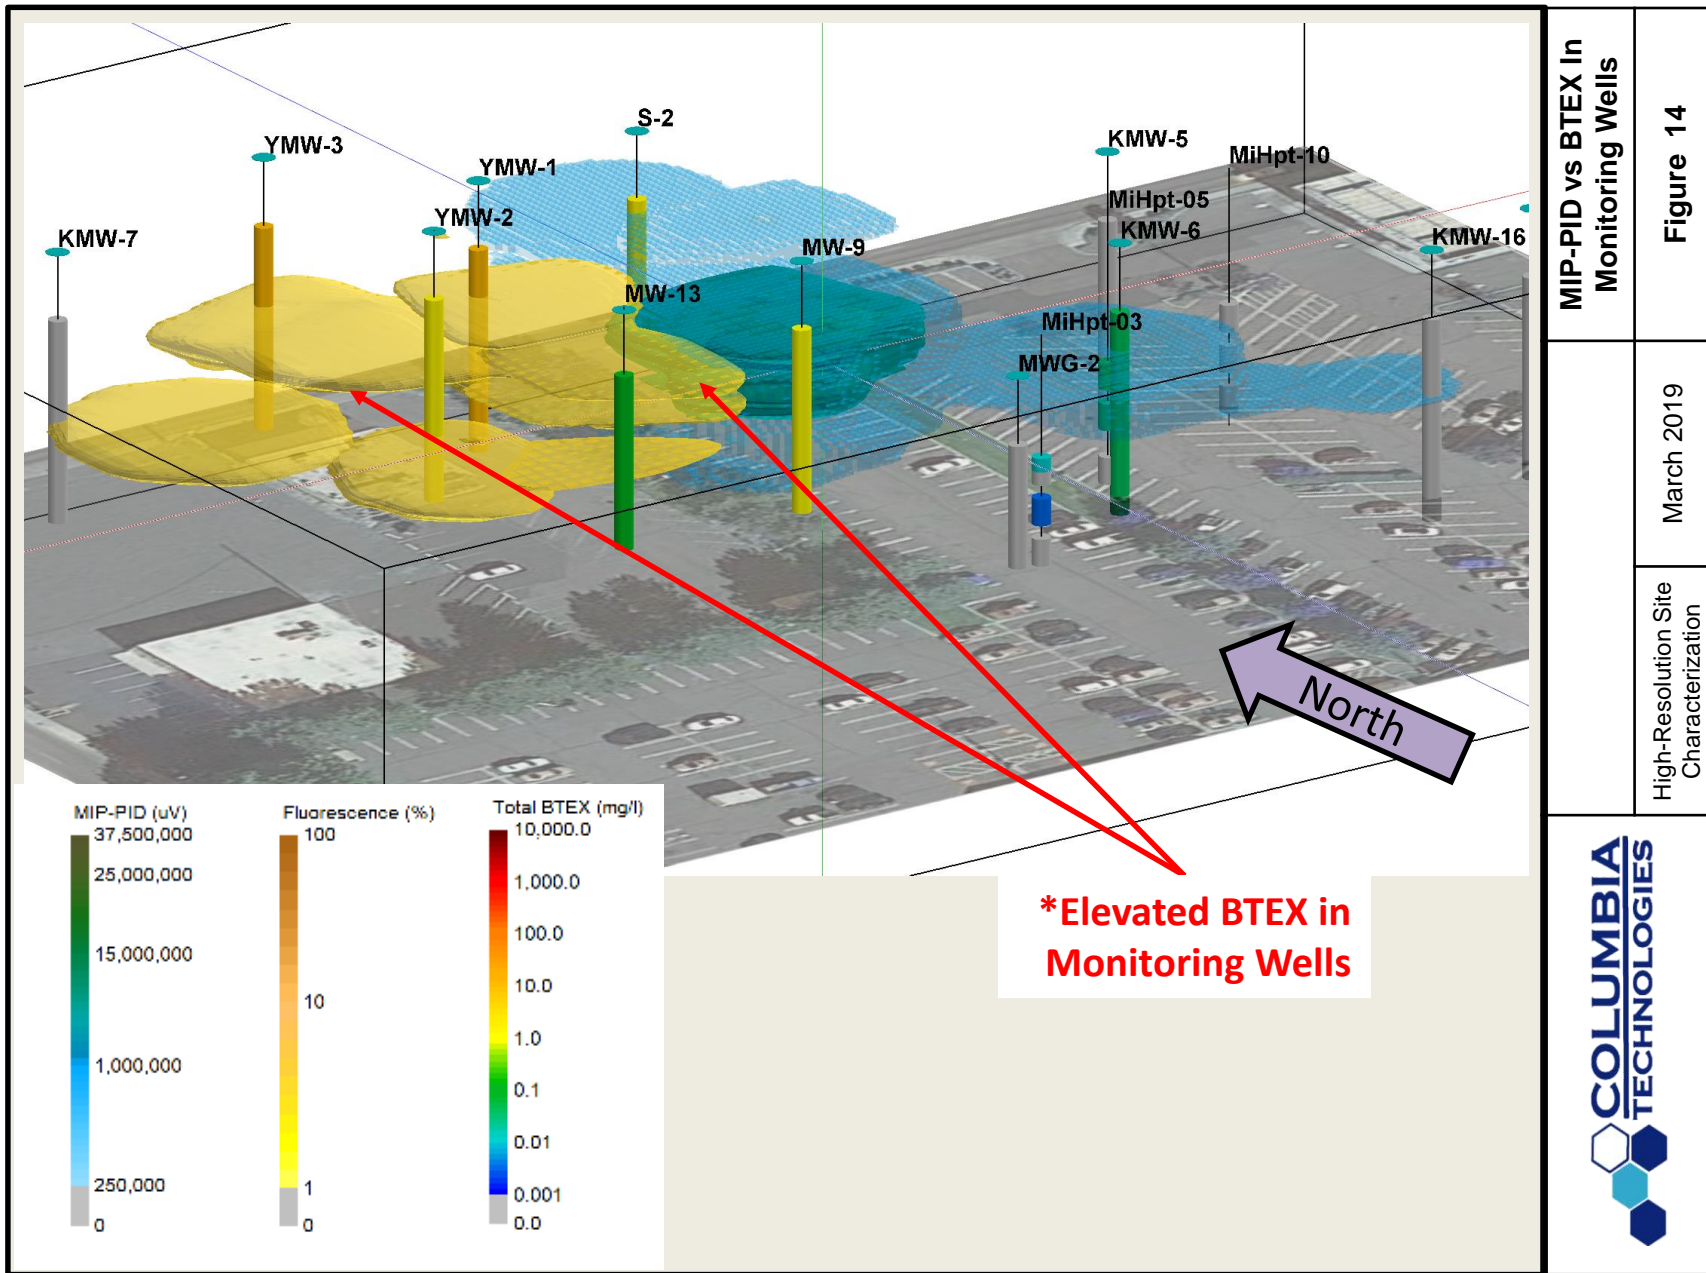 S-2
YMW-3
YMW-1
YMW-2
KMW-7
MW-13
MW-9
KMW-5
MiHpt-10
MiHpt-05
KMW-6
KMW-16
MiHpt-03
MWG-2
North
*Elevated BTEX in
Monitoring Wells
MIP-PID (uV)
37,500,000
25,000,000
15,000,000
1,000,000
250,000
0
Fluorescence (%)
100
10
1
0
Total BTEX (mg/l)
10,000.0
1,000.0
100.0
10.0
1.0
0.1
0.01
0.001
0.0
MIP-PID vs BTEX in
Monitoring Wells
Figure 14
March 2019
High-Resolution Site
Characterization
COLUMBIA
TECHNOLOGIES